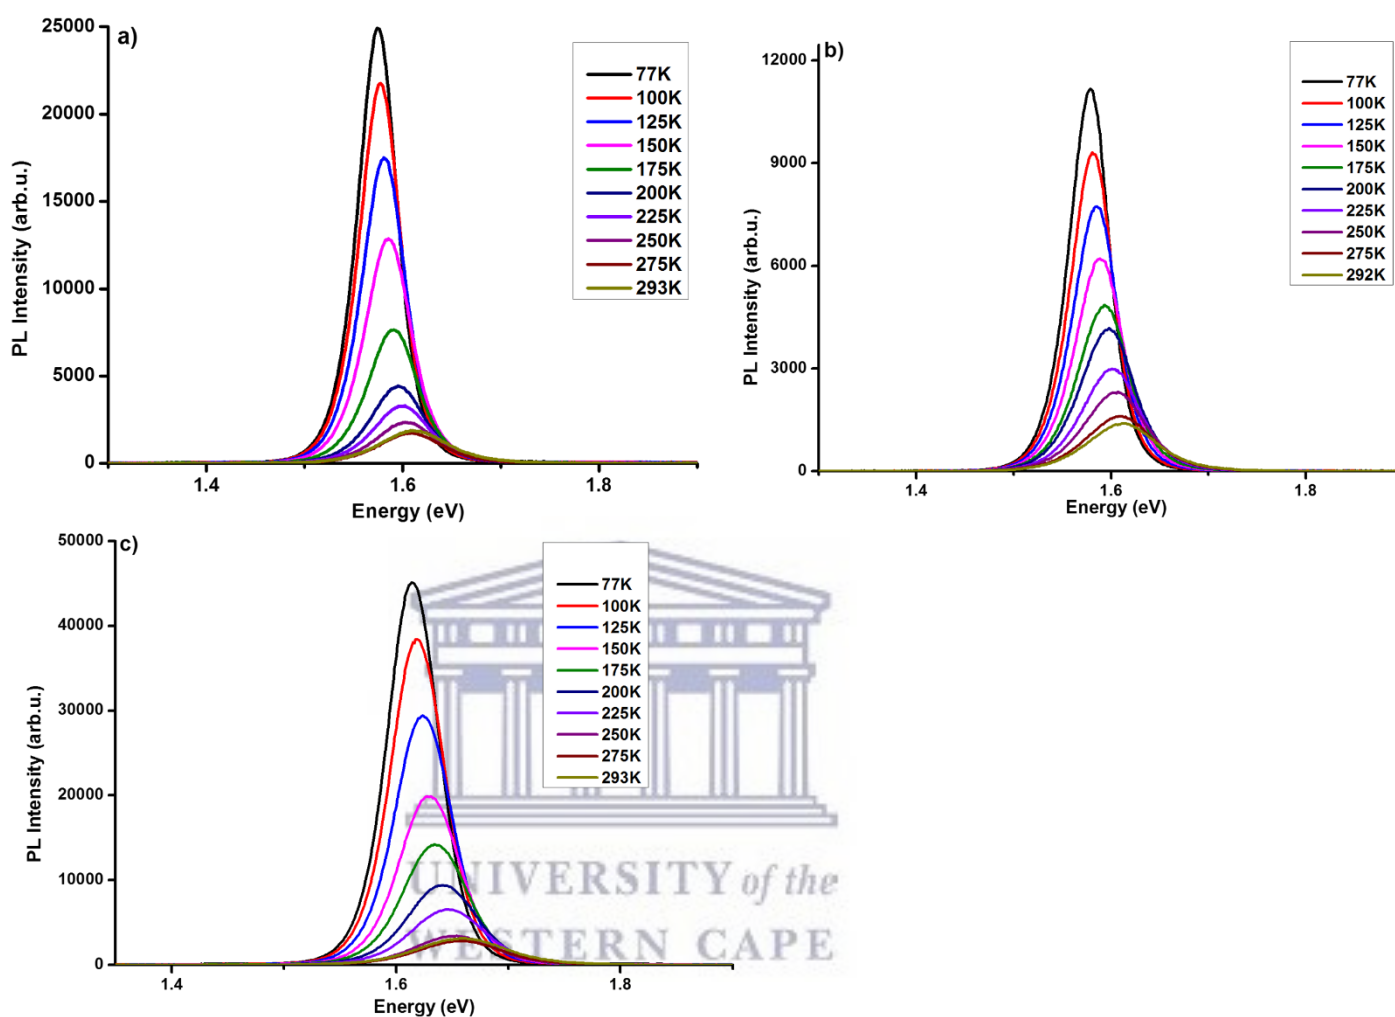 a)
25000
20000
15000
10000
5000
0
1.4
1.6
1.8
PL Intensity (arb.u.)
Energy (eV)
77K
100K
125K
150K
175K
200K
225K
250K
275K
293K
b)
12000
9000
6000
3000
0
1.4
1.6
1.8
PL Intensity (arb.u.)
Energy (eV)
77K
100K
125K
150K
175K
200K
225K
250K
275K
292K
c)
50000
40000
30000
20000
10000
0
1.4
1.6
1.8
PL Intensity (arb.u.)
Energy (eV)
77K
100K
125K
150K
175K
200K
225K
250K
275K
293K
UNIVERSITY of the
WESTERN CAPE